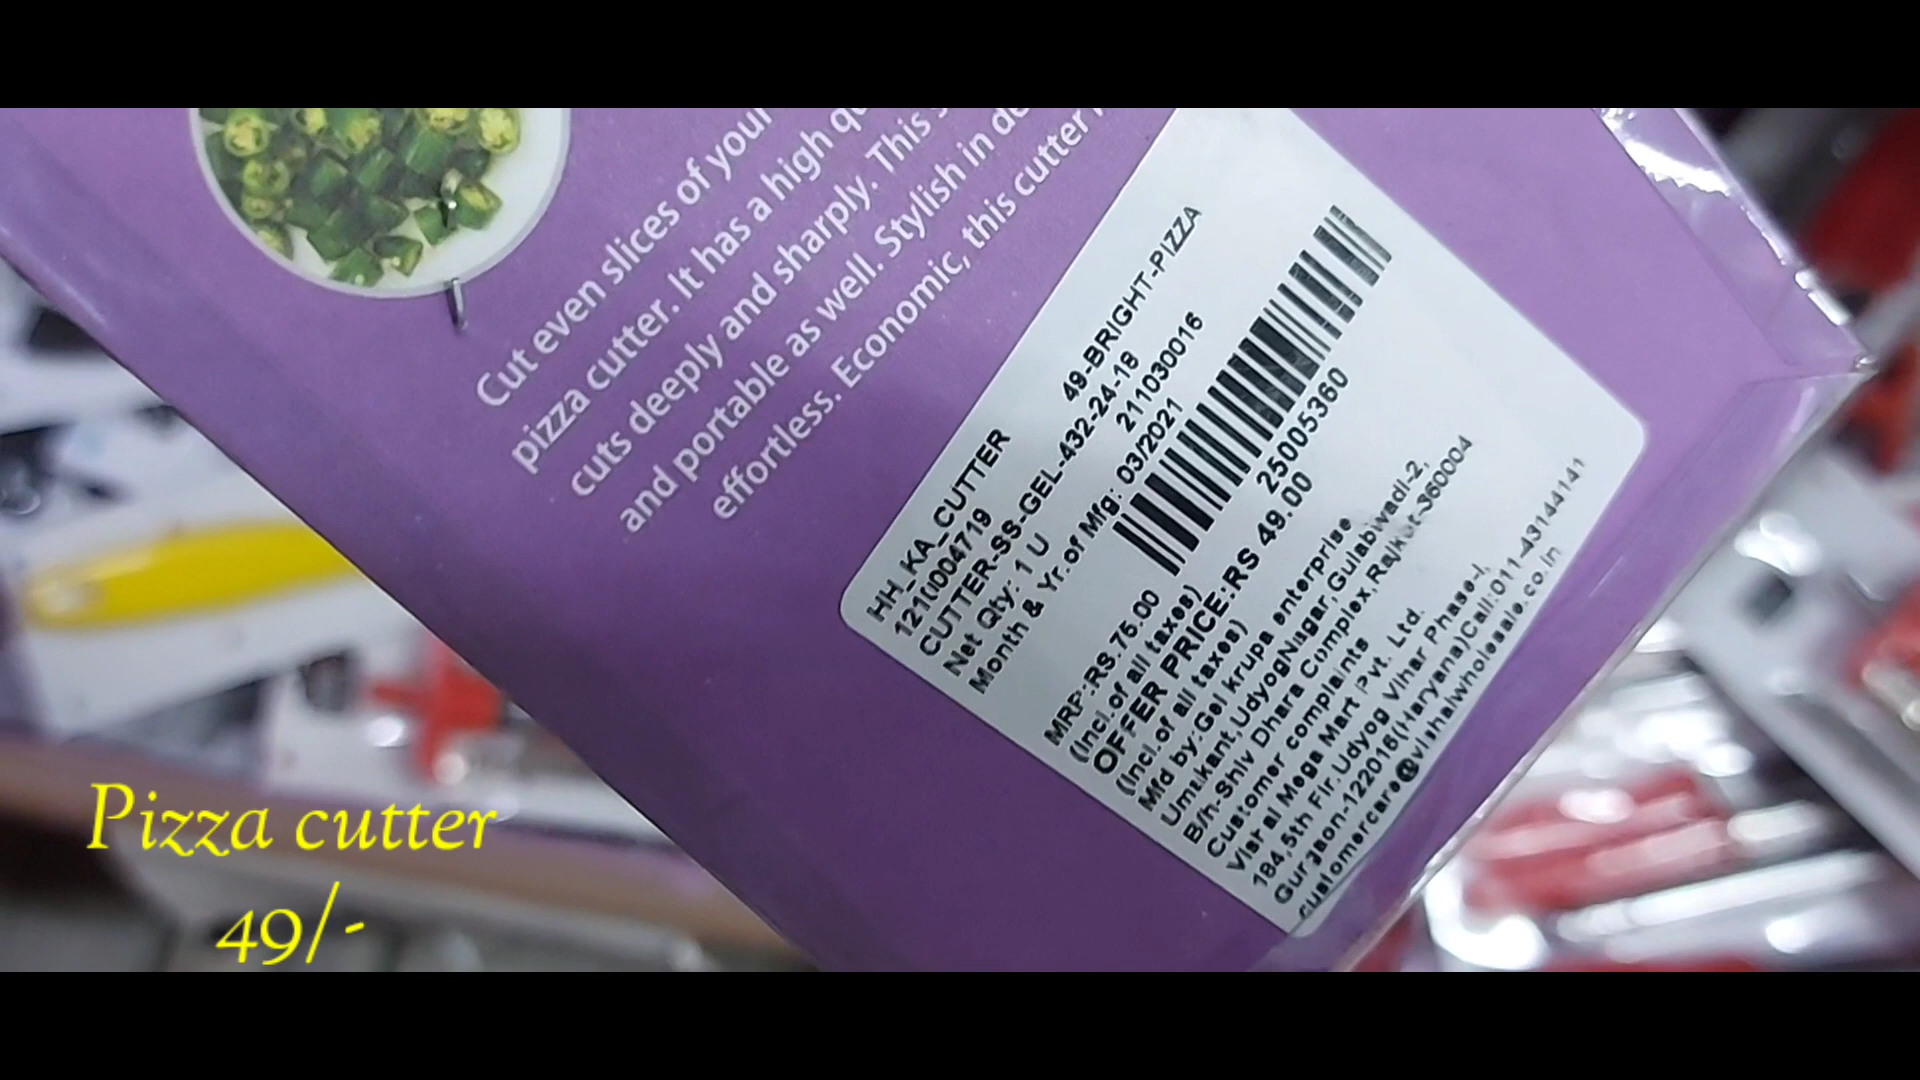 Cut even slices of your
pizza cutter. It has a high
cuts deeply and sharply. This
and portable as well. Stylish in
effortless. Economic, this cutter
HH_KA_CUTTER 49-BRIGHT-PIZZA
CUTTER-SS-GEL-432-24-18
Net Qty: 1 U 211030016
Month & Yr.of Mfg: 03/2021
250005360
MRP:RS.75.00
(Incl.of all taxes)
OFFER PRICE:RS 49.00
(Incl.of all taxes)
Mfd by:Gel krupa enterprise
Umakant,UdyogNagar,Gulabwadi-2,
B/h-Shiv Dhara Complex,Rajkot-360004
Customer complaints
Vishal Mega Mart Pvt. Ltd.
184,5th Flr.Udyog Vihar Phase-I,
Gurgaon-122016(Haryana)Call:011-43144141
customercare@vishalwholesale.co.in
Pizza cutter
49/-